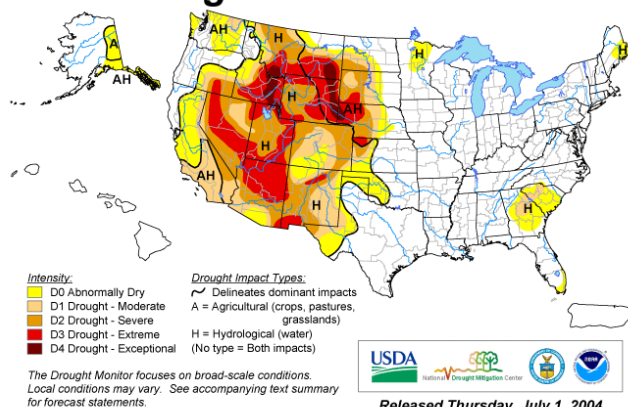 AH
H
A
H
H
AH
H
AH
H
AH
H
H
Intensity:
D0 Abnormally Dry
D1 Drought - Moderate
D2 Drought - Severe
D3 Drought - Extreme
D4 Drought - Exceptional
Drought Impact Types:
Delineates dominant impacts
A = Agricultural (crops, pastures,
grasslands)
H = Hydrological (water)
(No type = Both impacts)
The Drought Monitor focuses on broad-scale conditions.
Local conditions may vary. See accompanying text summary
for forecast statements.
USDA
National Drought Mitigation Center
Released Thursday, July 1, 2004